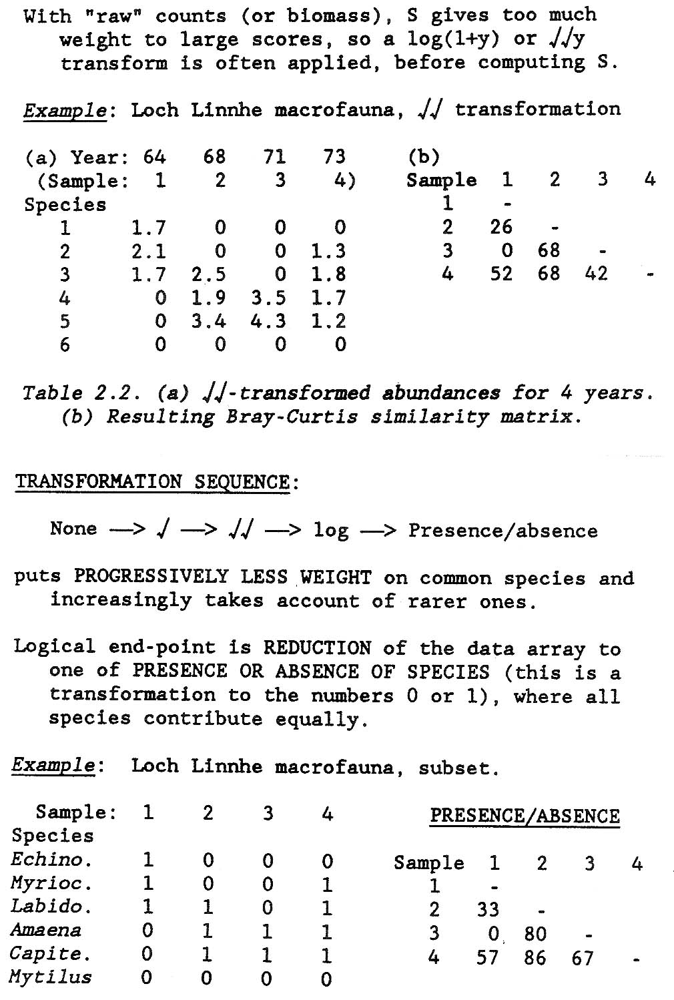 With "raw" counts (or biomass), S gives too much
weight to large scores, so a log(1+y) or √√y
transform is often applied, before computing S.
Example: Loch Linnhe macrofauna, √√ transformation
(a) Year: 64 68 71 73 (b)
(Sample: 1 2 3 4) Sample 1 2 3 4
Species 1 -
1 1.7 0 0 0 2 26 -
2 2.1 0 0 1.3 3 0 68 -
3 1.7 2.5 0 1.8 4 52 68 42 -
4 0 1.9 3.5 1.7
5 0 3.4 4.3 1.2
6 0 0 0 0
Table 2.2. (a) √√-transformed abundances for 4 years.
(b) Resulting Bray-Curtis similarity matrix.
TRANSFORMATION SEQUENCE:
None —> √ —> √√ —> log —> Presence/absence
puts PROGRESSIVELY LESS WEIGHT on common species and
increasingly takes account of rarer ones.
Logical end-point is REDUCTION of the data array to
one of PRESENCE OR ABSENCE OF SPECIES (this is a
transformation to the numbers 0 or 1), where all
species contribute equally.
Example: Loch Linnhe macrofauna, subset.
Sample: 1 2 3 4 PRESENCE/ABSENCE
Species
Echino. 1 0 0 0 Sample 1 2 3 4
Myrioc. 1 0 0 1 1 -
Labido. 1 1 0 1 2 33 -
Amaena 0 1 1 1 3 0 80 -
Capite. 0 1 1 1 4 57 86 67 -
Mytilus 0 0 0 0